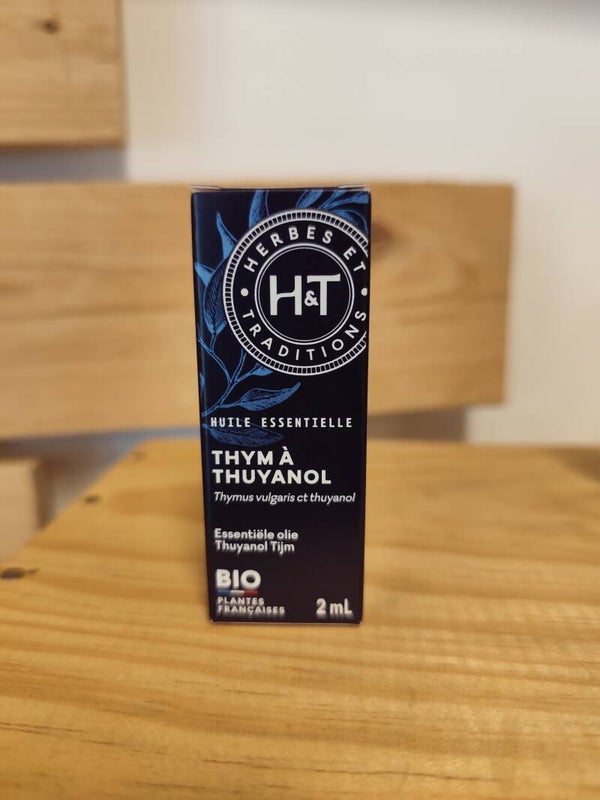 HERBES ET
H&T
TRADITIONS
HUILE ESSENTIELLE
THYM À
THUYANOL
Thymus vulgaris ct thuyanol
Essentiële olie
Thuyanol Tijm
BIO
PLANTES
FRANÇAISES
2 mL